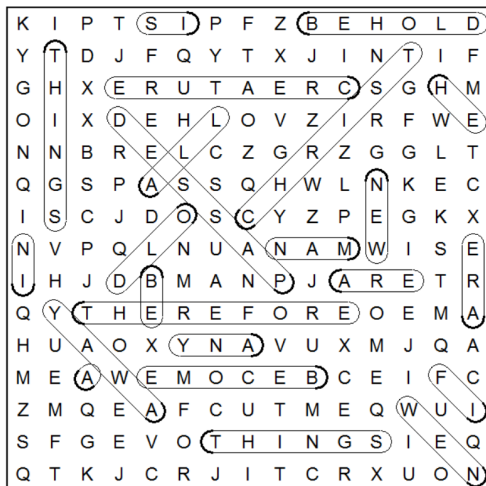 K I P T S I P F Z B E H O L D
Y T D J F Q Y T X J I N T I F
G H X E R U T A E R C S G H M
O I X D E H L O V Z I R F W E
N N B R E L C Z G R Z G G L T
Q G S P A S S Q H W L N K E C
I S C J D O S C Y Z P E G K X
N V P Q L N U A N A M W I S E
I H J D B M A N P J A R E T R
Q Y T H E R E F O R E O E M A
H U A O X Y N A V U X M J Q A
M E A W E M O C E B C E I F C
Z M Q E A F C U T M E Q W U I
S F G E V O T H I N G S I E Q
Q T K J C R J I T C R X U O N